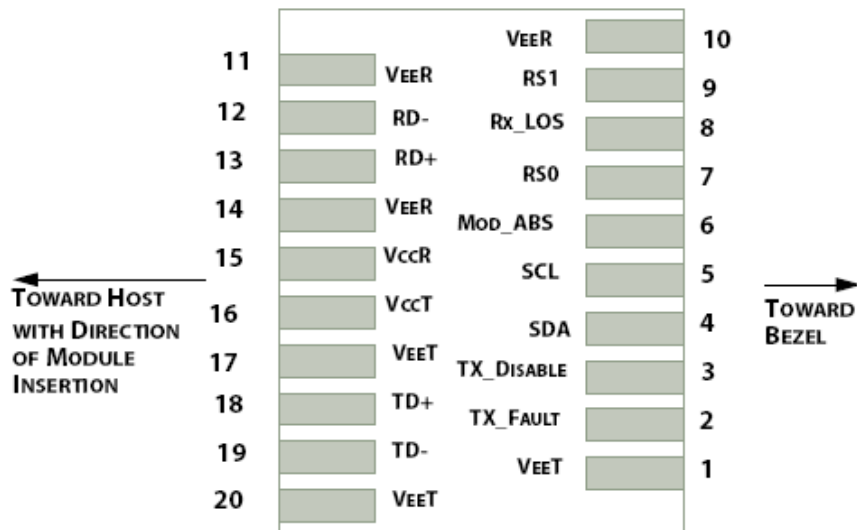 11 VEER
12 RD-
13 RD+
14 VEER
15 VccR
16 VccT
17 VEET
18 TD+
19 TD-
20 VEET
VEER 10
RS1 9
RX_LOS 8
RS0 7
MOD_ABS 6
SCL 5
SDA 4
TX_DISABLE 3
TX_FAULT 2
VEET 1
TOWARD HOST
WITH DIRECTION
OF MODULE
INSERTION
TOWARD
BEZEL